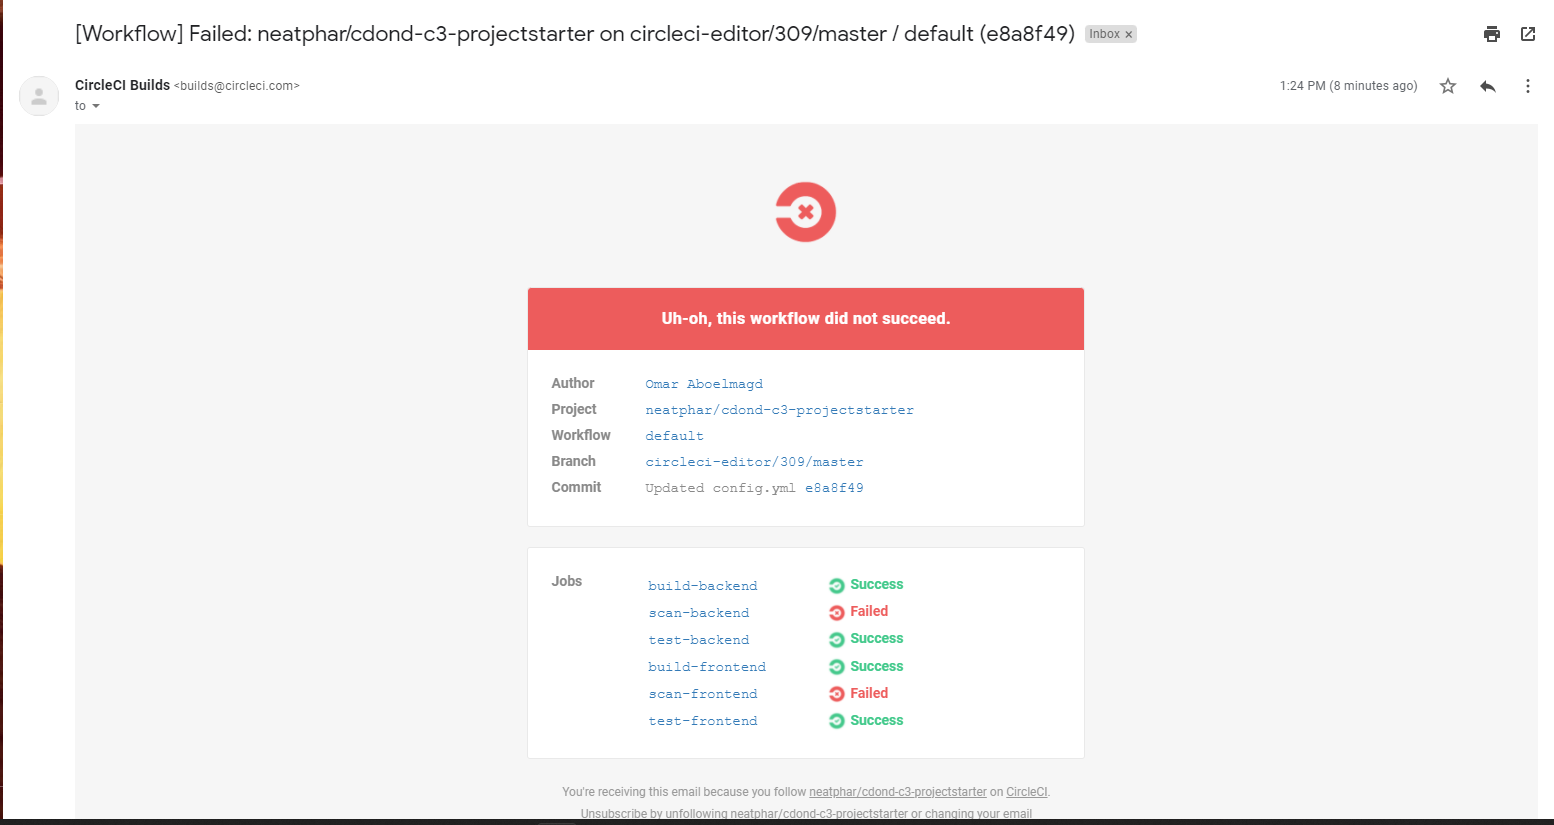 [Workflow] Failed: neatphar/cdond-c3-projectstarter on circleci-editor/309/master / default (e8a8f49) Inbox ×
CircleCI Builds <builds@circleci.com> 1:24 PM (8 minutes ago)
to
Uh-oh, this workflow did not succeed.
Author Omar Aboelmagd
Project neatphar/cdond-c3-projectstarter
Workflow default
Branch circleci-editor/309/master
Commit Updated config.yml e8a8f49
Jobs build-backend Success
scan-backend Failed
test-backend Success
build-frontend Success
scan-frontend Failed
test-frontend Success
You're receiving this email because you follow neatphar/cdond-c3-projectstarter on CircleCI.
Unsubscribe by unfollowing neatphar/cdond-c3-projectstarter or changing your email